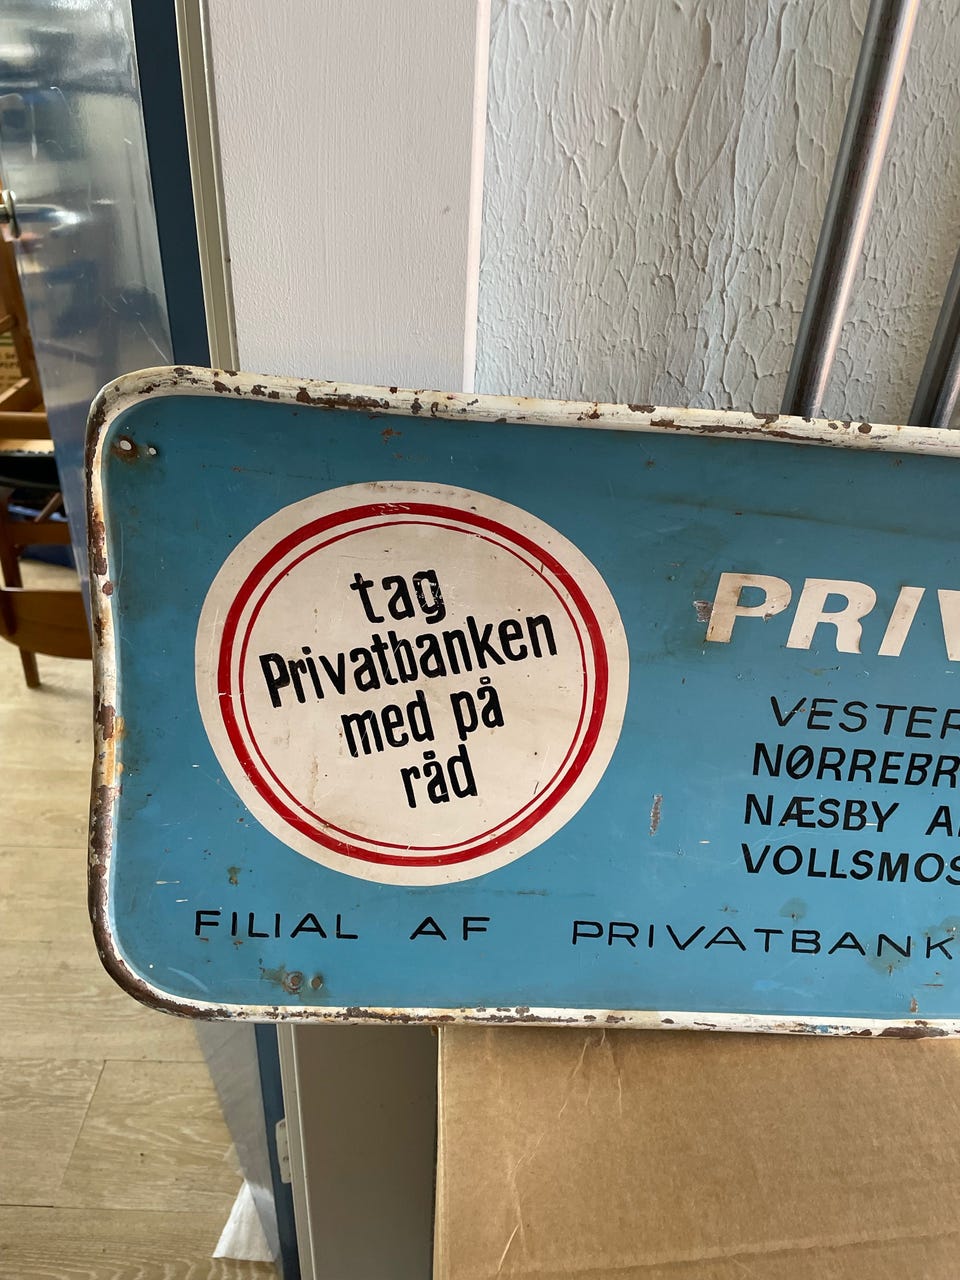 tag
Privatbanken
med på
råd
PRIV
VESTER
NØRREBR
NÆSBY A
VOLLSMOS
FILIAL AF PRIVATBANK